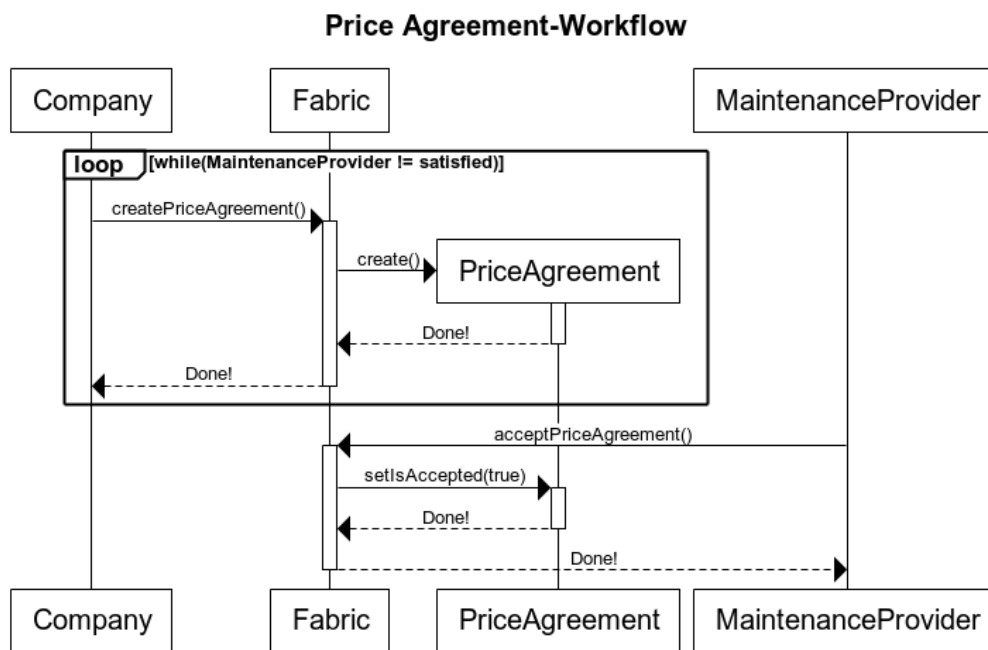 Price Agreement-Workflow
Company
Fabric
MaintenanceProvider
loop
[while(MaintenanceProvider != satisfied)]
createPriceAgreement()
create()
PriceAgreement
Done!
Done!
acceptPriceAgreement()
setIsAccepted(true)
Done!
Done!
Company
Fabric
PriceAgreement
MaintenanceProvider